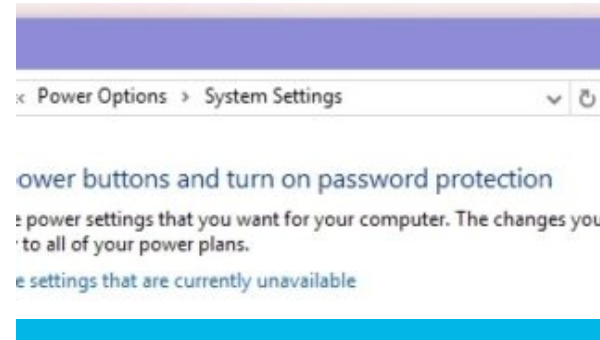 Power Options > System Settings
ower buttons and turn on password protection
e power settings that you want for your computer. The changes you
to all of your power plans.
e settings that are currently unavailable